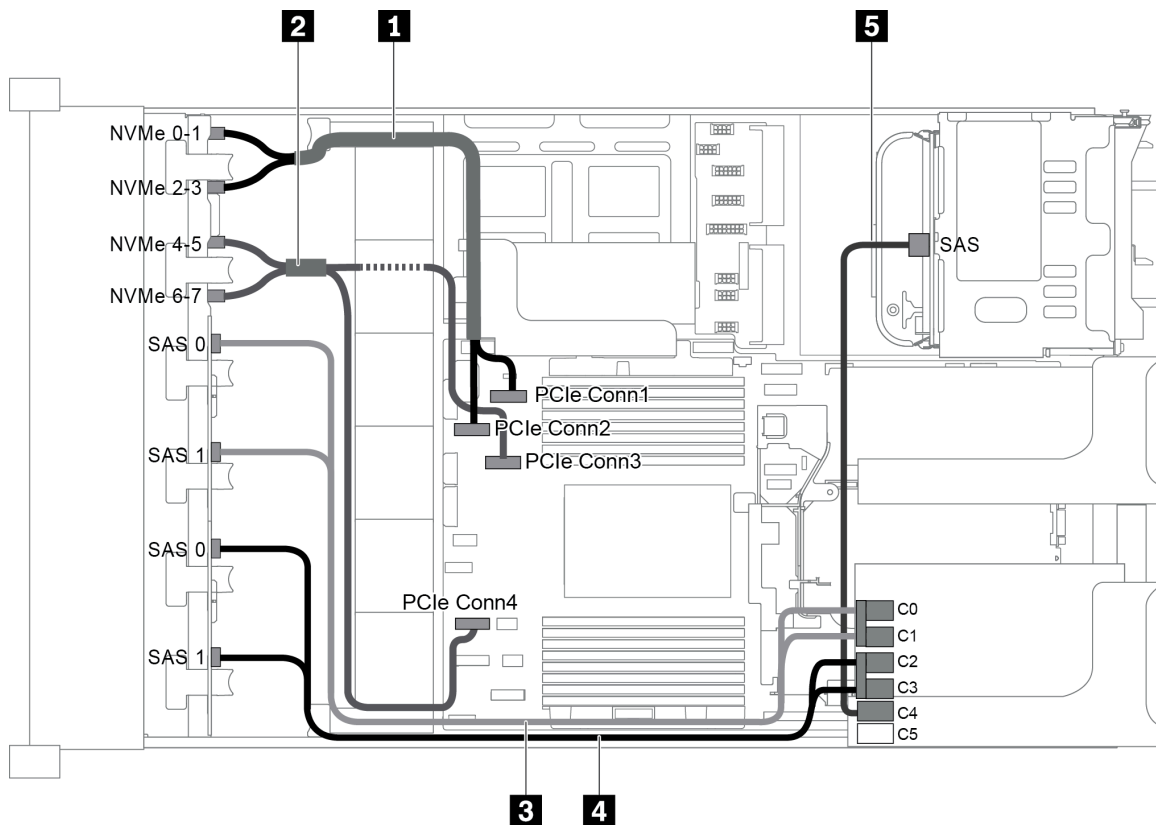 2
1
5
NVMe 0-1
NVMe 2-3
NVMe 4-5
SAS
NVMe 6-7
SAS 0
PCIe Conn1
PCIe Conn2
SAS 1
PCIe Conn3
SAS 0
PCIe Conn4
C0
C1
SAS 1
C2
C3
C4
C5
3
4